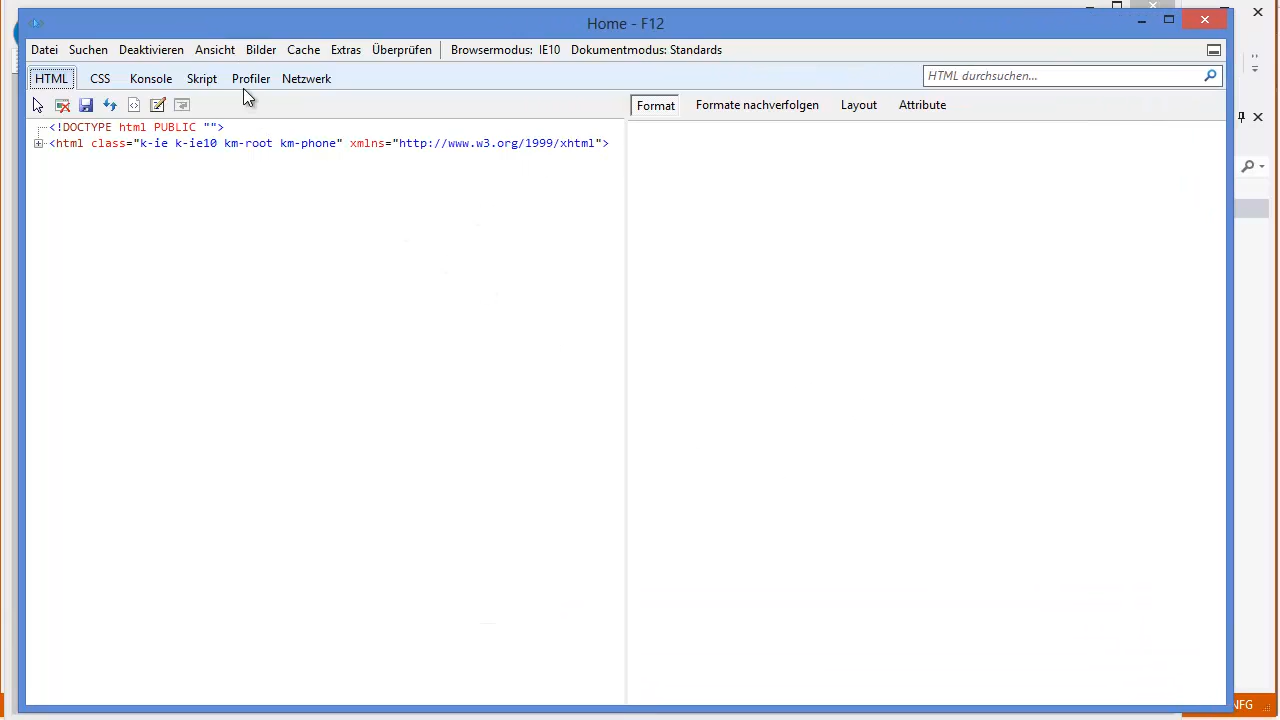 Home - F12
Datei Suchen Deaktivieren Ansicht Bilder Cache Extras Überprüfen Browsermodus: IE10 Dokumentmodus: Standards
HTML CSS Konsole Skript Profiler Netzwerk HTML durchsuchen...
Format Formate nachverfolgen Layout Attribute
<!DOCTYPE html PUBLIC "">
<html class="k-ie k-ie10 km-root km-phone" xmlns="http://www.w3.org/1999/xhtml">
NFG